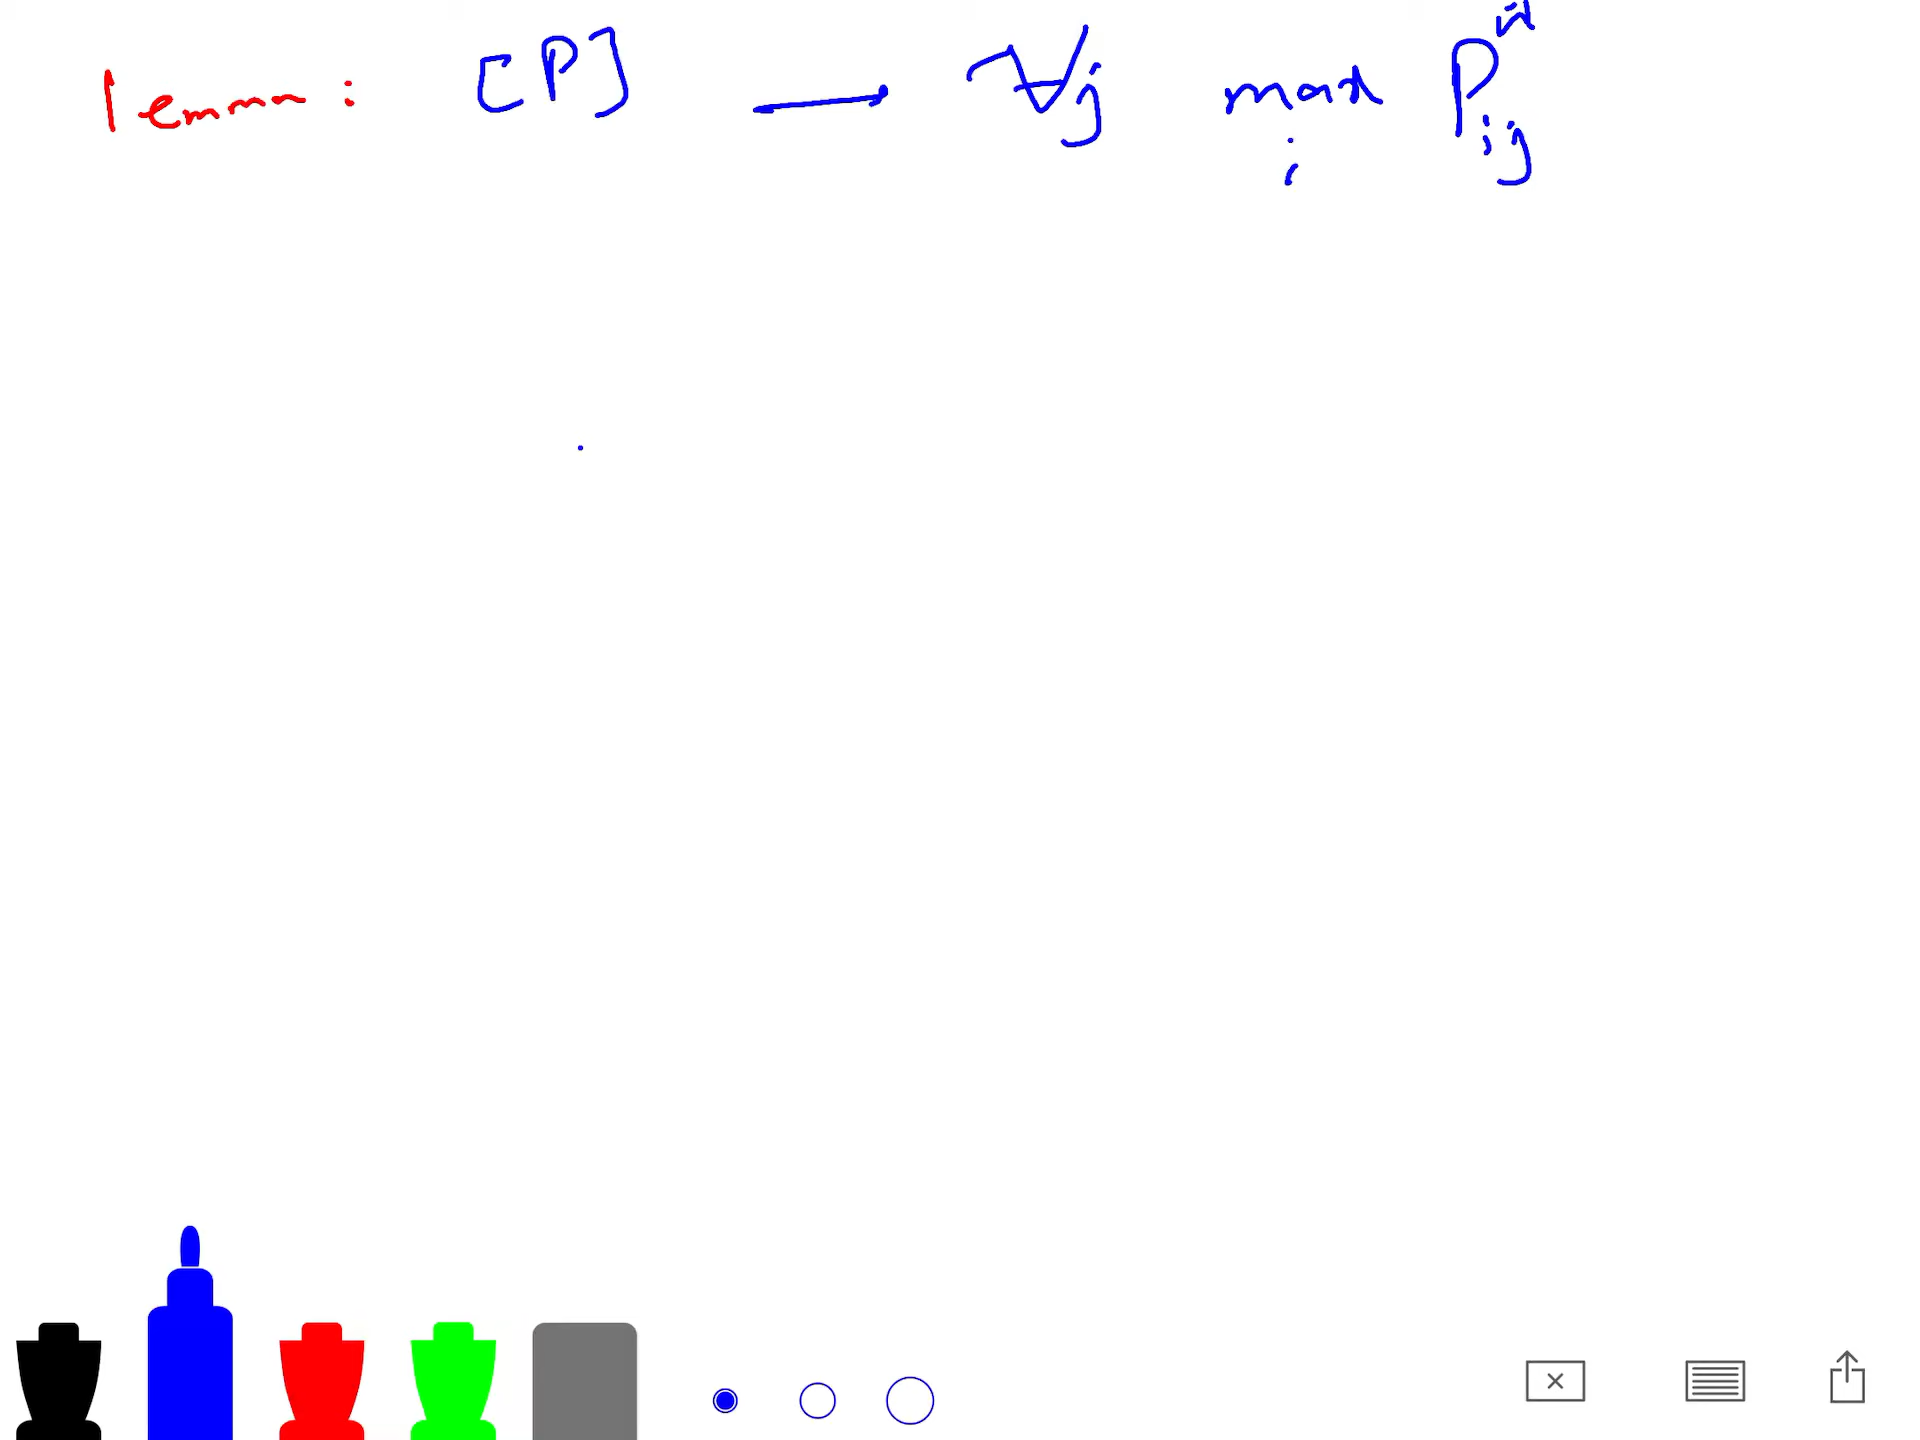 lemma : [P] → ∀j max_i P_ij^n